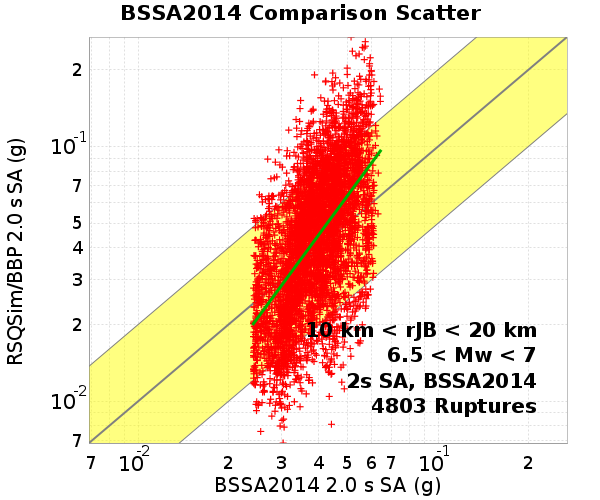 BSSA2014 Comparison Scatter
RSQSim/BBP 2.0 s SA (g)
2
10⁻¹
7
5
4
3
2
10⁻²
7
10 km < rJB < 20 km
6.5 < Mw < 7
2s SA, BSSA2014
4803 Ruptures
7 10⁻² 2 3 4 5 6 7 10⁻¹ 2
BSSA2014 2.0 s SA (g)